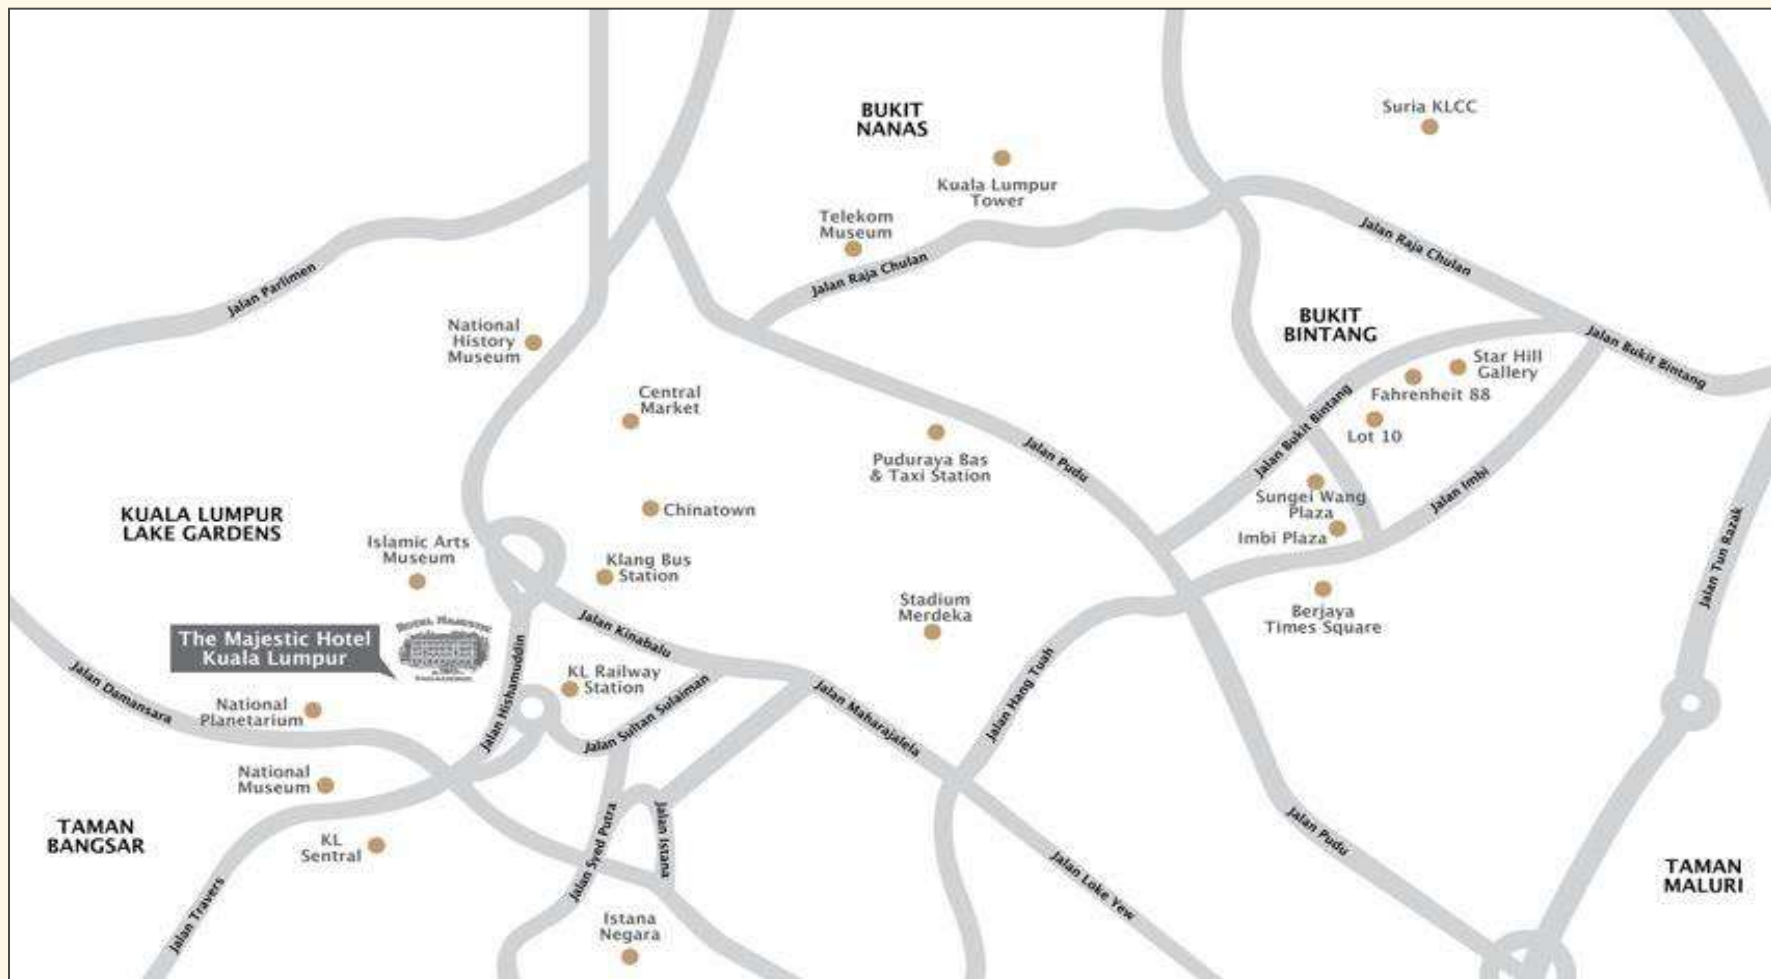 Suria KLCC
BUKIT
NANAS
Kuala Lumpur
Tower
Telekom
Museum
Jalan Raja Chulan
Jalan Raja Chulan
Jalan Parlimen
National
History
Museum
BUKIT
BINTANG
Jalan Bukit Bintang
Star Hill
Gallery
Fahrenheit 88
Lot 10
Jalan Bukit Bintang
Central
Market
Puduraya Bas
& Taxi Station
Jalan Pudu
Jalan Imbi
Sungei Wang
Plaza
Imbi Plaza
Chinatown
KUALA LUMPUR
LAKE GARDENS
Islamic Arts
Museum
Klang Bus
Station
Jalan Tun Razak
Stadium
Merdeka
Berjaya
Times Square
Jalan Kinabalu
HOTEL MAJESTIC
The Majestic Hotel
Kuala Lumpur
Jalan Hishamuddin
KL Railway
Station
Jalan Damansara
National
Planetarium
Jalan Sultan Sulaiman
Jalan Maharajalela
Jalan Hang Tuah
National
Museum
TAMAN
BANGSAR
KL
Sentral
Jalan Syed Putra
Jalan Istana
Jalan Pudu
Jalan Loke Yew
TAMAN
MALURI
Jalan Travers
Istana
Negara